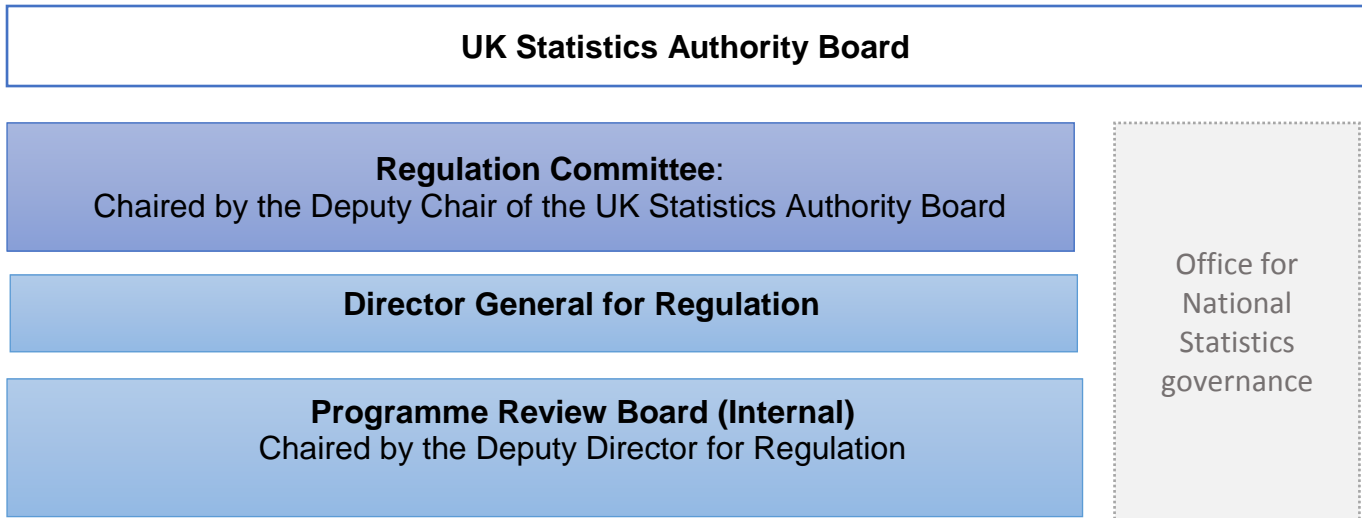 UK Statistics Authority Board
Regulation Committee:
Chaired by the Deputy Chair of the UK Statistics Authority Board
Director General for Regulation
Programme Review Board (Internal)
Chaired by the Deputy Director for Regulation
Office for
National
Statistics
governance